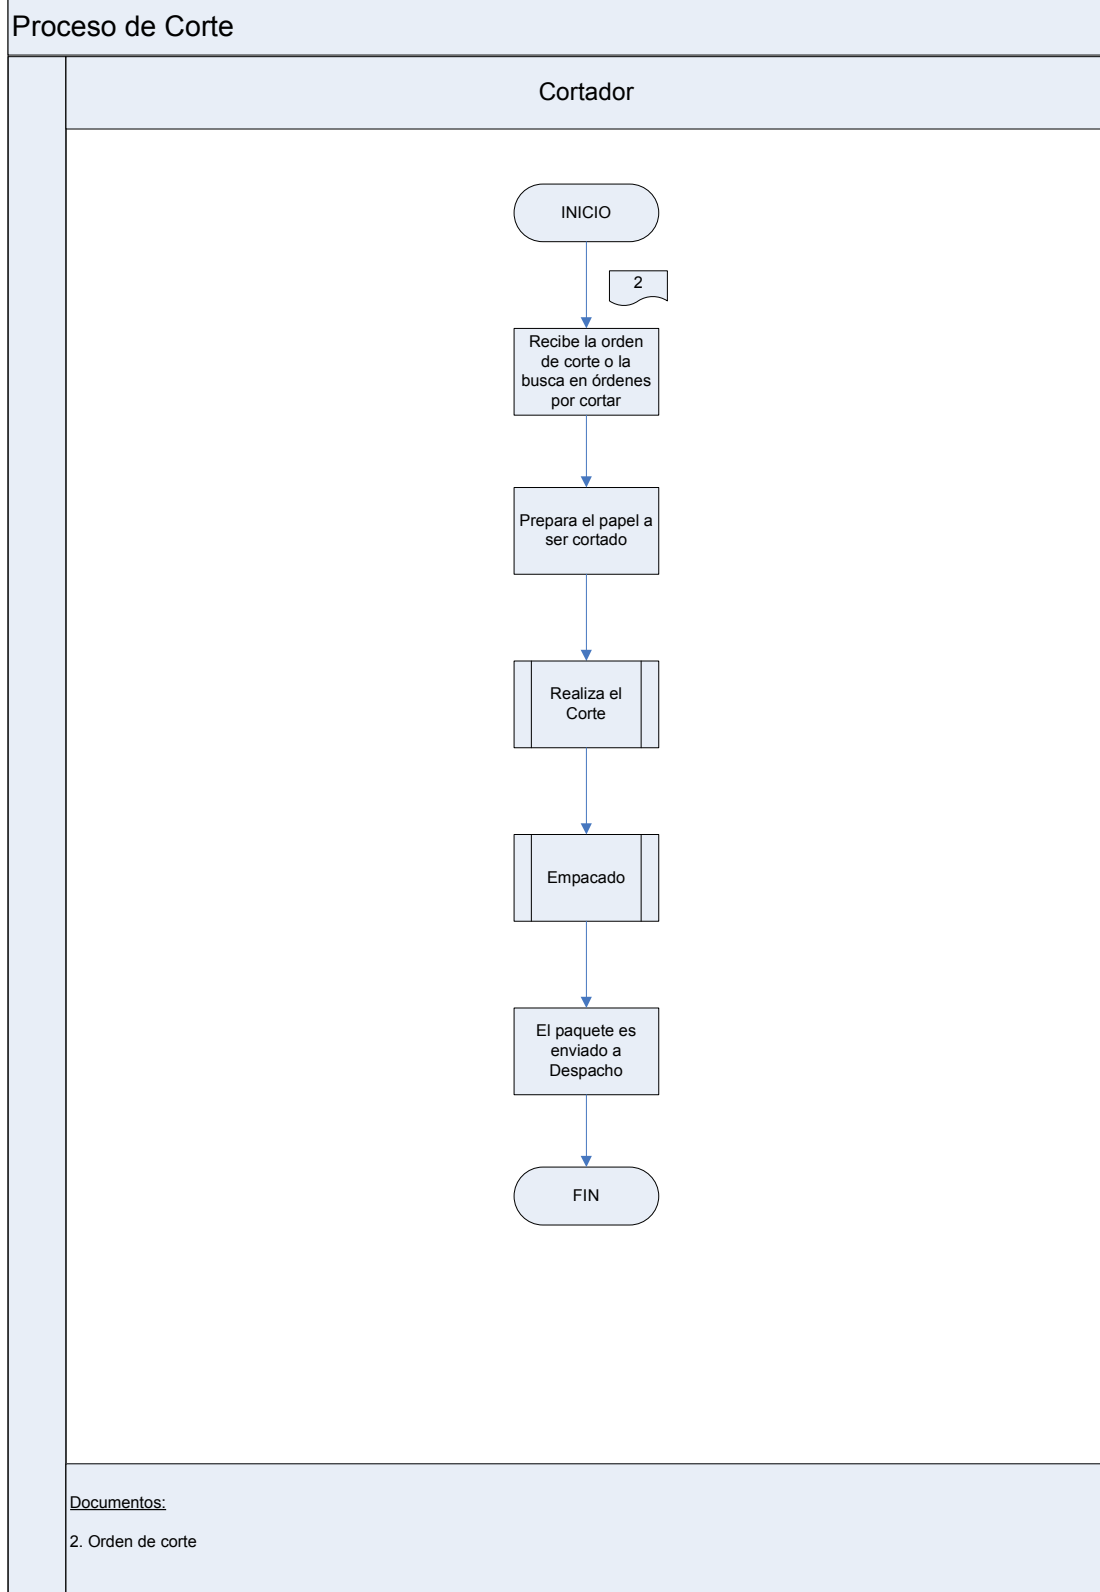 Proceso de Corte
Cortador
INICIO
2
Recibe la orden
de corte o la
busca en órdenes
por cortar
Prepara el papel a
ser cortado
Realiza el
Corte
Empacado
El paquete es
enviado a
Despacho
FIN
Documentos:
2. Orden de corte